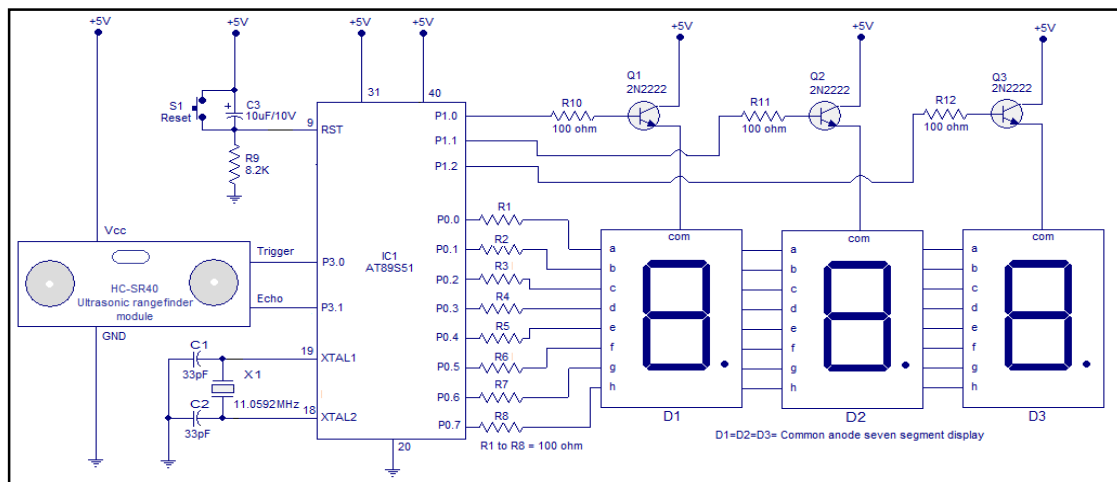 +5V
+5V
+5V
+5V
+5V
+5V
+5V
S1
Reset
C3
10uF/10V
+
R9
8.2K
9
RST
31
40
P1.0
P1.1
P1.2
R10
100 ohm
Q1
2N2222
R11
100 ohm
Q2
2N2222
R12
100 ohm
Q3
2N2222
Vcc
Trigger
Echo
HC-SR40
Ultrasonic rangefinder
module
GND
P3.0
P3.1
IC1
AT89S51
P0.0
P0.1
P0.2
P0.3
P0.4
P0.5
P0.6
P0.7
R1
R2
R3
R4
R5
R6
R7
R8
R1 to R8 = 100 ohm
C1
33pF
C2
33pF
X1
11.0592MHz
19
XTAL1
18
XTAL2
20
com
a
b
c
d
e
f
g
h
D1
com
a
b
c
d
e
f
g
h
D2
com
a
b
c
d
e
f
g
h
D3
D1=D2=D3= Common anode seven segment display